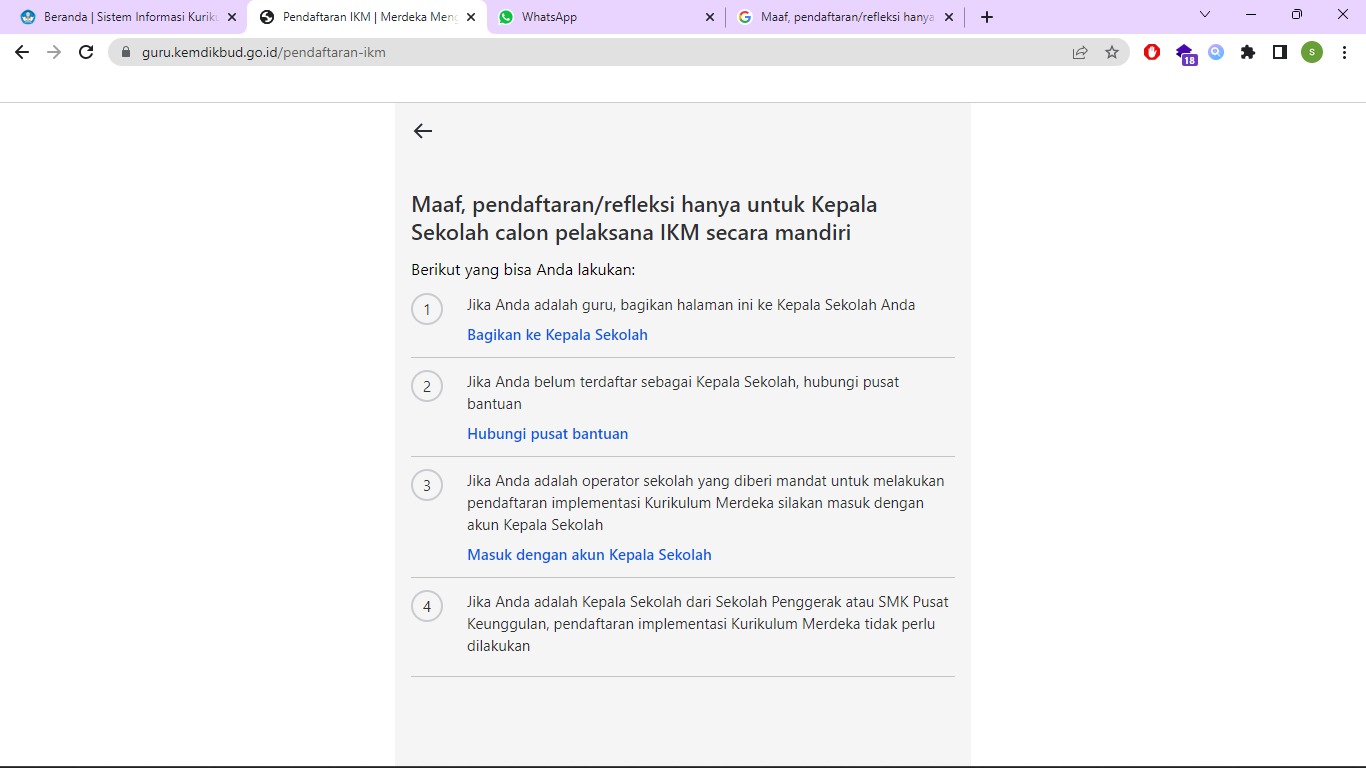 Beranda | Sistem Informasi Kuriku
Pendaftaran IKM | Merdeka Meng
WhatsApp
Maaf, pendaftaran/refleksi hanya
guru.kemdikbud.go.id/pendaftaran-ikm
18
S
Maaf, pendaftaran/refleksi hanya untuk Kepala
Sekolah calon pelaksana IKM secara mandiri
Berikut yang bisa Anda lakukan:
1
Jika Anda adalah guru, bagikan halaman ini ke Kepala Sekolah Anda
Bagikan ke Kepala Sekolah
2
Jika Anda belum terdaftar sebagai Kepala Sekolah, hubungi pusat
bantuan
Hubungi pusat bantuan
3
Jika Anda adalah operator sekolah yang diberi mandat untuk melakukan
pendaftaran implementasi Kurikulum Merdeka silakan masuk dengan
akun Kepala Sekolah
Masuk dengan akun Kepala Sekolah
4
Jika Anda adalah Kepala Sekolah dari Sekolah Penggerak atau SMK Pusat
Keunggulan, pendaftaran implementasi Kurikulum Merdeka tidak perlu
dilakukan